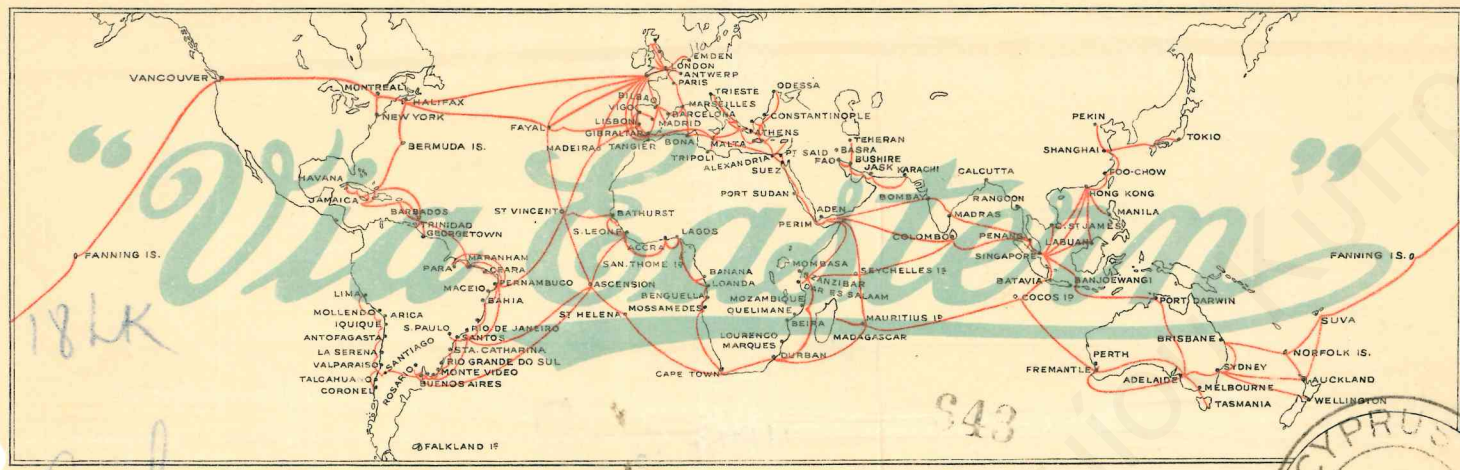 "Via Eastern"
VANCOUVER
MONTREAL
HALIFAX
NEW YORK
BERMUDA IS.
HAVANA
JAMAICA
BARBADOS
TRINIDAD
GEORGETOWN
FANNING IS.
MARANHAM
PARA
CEARA
PERNAMBUCO
MACEIO
BAHIA
LIMA
MOLLENDO
ARICA
IQUIQUE
ANTOFAGASTA
S. PAULO
RIO DE JANEIRO
SANTOS
LA SERENA
SANTIAGO
STA. CATHARINA
VALPARAISO
RIO GRANDE DO SUL
TALCAHUANO
ROSARIO
MONTE VIDEO
CORONEL
BUENOS AIRES
FALKLAND IS
EMDEN
LONDON
ANTWERP
PARIS
BILBAO
VIGO
LISBON
MADRID
BARCELONA
MARSEILLES
TRIESTE
ODESSA
CONSTANTINOPLE
ATHENS
FAYAL
GIBRALTAR
MADEIRA
TANGIER
BONA
MALTA
TRIPOLI
ALEXANDRIA
PT SAID
SUEZ
TEHERAN
BASRA
FAO
BUSHIRE
JASK
KARACHI
PORT SUDAN
ADEN
PERIM
BOMBAY
CALCUTTA
RANGOON
MADRAS
COLOMBO
PENANG
ST VINCENT
BATHURST
S. LEONE
ACCRA
LAGOS
SAN. THOME IS
ASCENSION
BANANA
LOANDA
BENGUELLA
MOSSAMEDES
ST HELENA
MOMBASA
ZANZIBAR
DAR ES SALAAM
SEYCHELLES IS
MOZAMBIQUE
QUELIMANE
BEIRA
MAURITIUS IS
MADAGASCAR
LOURENCO MARQUES
DURBAN
CAPE TOWN
PEKIN
TOKIO
SHANGHAI
FOO-CHOW
HONG KONG
MANILA
C. ST JAMES
LABUAN
SINGAPORE
BATAVIA
BANJOEWANGI
COCOS IS
PORT DARWIN
FANNING IS.
SUVA
BRISBANE
NORFOLK IS.
PERTH
FREMANTLE
ADELAIDE
SYDNEY
MELBOURNE
TASMANIA
AUCKLAND
WELLINGTON
18LK
S43
CYPRUS